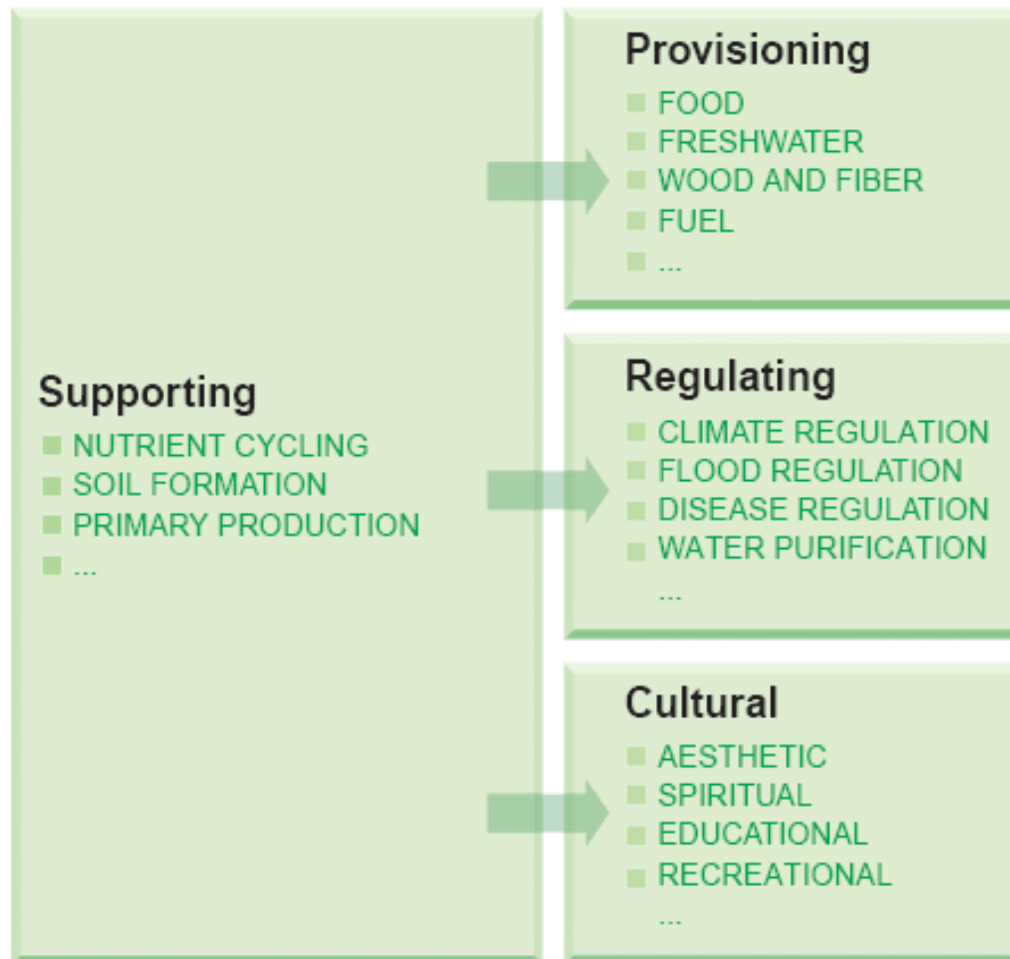 Supporting
NUTRIENT CYCLING
SOIL FORMATION
PRIMARY PRODUCTION
...
Provisioning
FOOD
FRESHWATER
WOOD AND FIBER
FUEL
...
Regulating
CLIMATE REGULATION
FLOOD REGULATION
DISEASE REGULATION
WATER PURIFICATION
...
Cultural
AESTHETIC
SPIRITUAL
EDUCATIONAL
RECREATIONAL
...